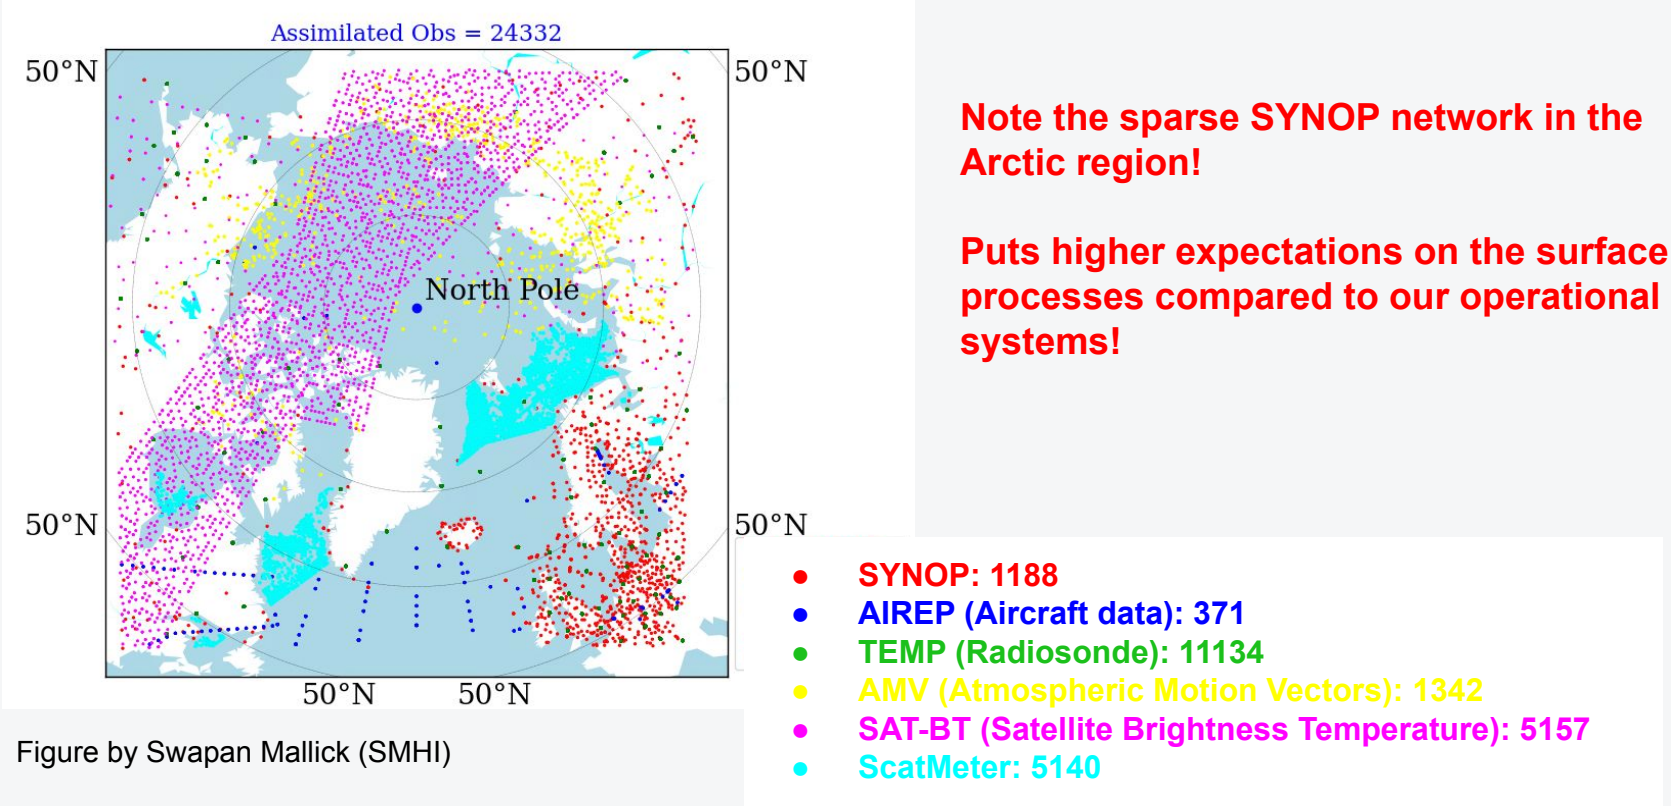 Assimilated Obs = 24332
50°N
50°N
North Pole
50°N
50°N
50°N
50°N
Figure by Swapan Mallick (SMHI)
Note the sparse SYNOP network in the
Arctic region!
Puts higher expectations on the surface
processes compared to our operational
systems!
● SYNOP: 1188
● AIREP (Aircraft data): 371
● TEMP (Radiosonde): 11134
● AMV (Atmospheric Motion Vectors): 1342
● SAT-BT (Satellite Brightness Temperature): 5157
● ScatMeter: 5140